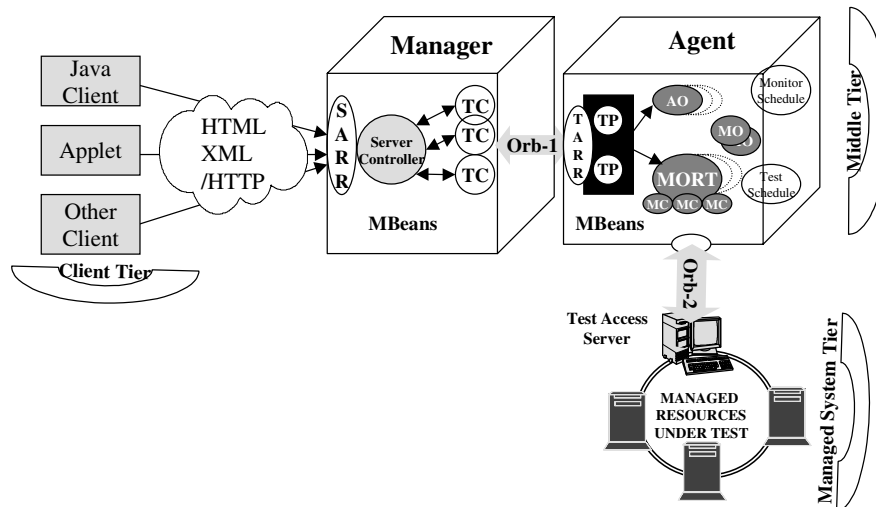 Java
Client
Applet
Other
Client
Client Tier
HTML
XML
/HTTP
Manager
S
A
R
R
Server
Controller
TC
TC
TC
MBeans
Orb-1
Agent
T
A
R
R
TP
TP
AO
MO
O
MORT
MC
MC
MC
Monitor
Schedule
Test
Schedule
MBeans
Middle Tier
Orb-2
Test Access
Server
MANAGED
RESOURCES
UNDER TEST
Managed System Tier